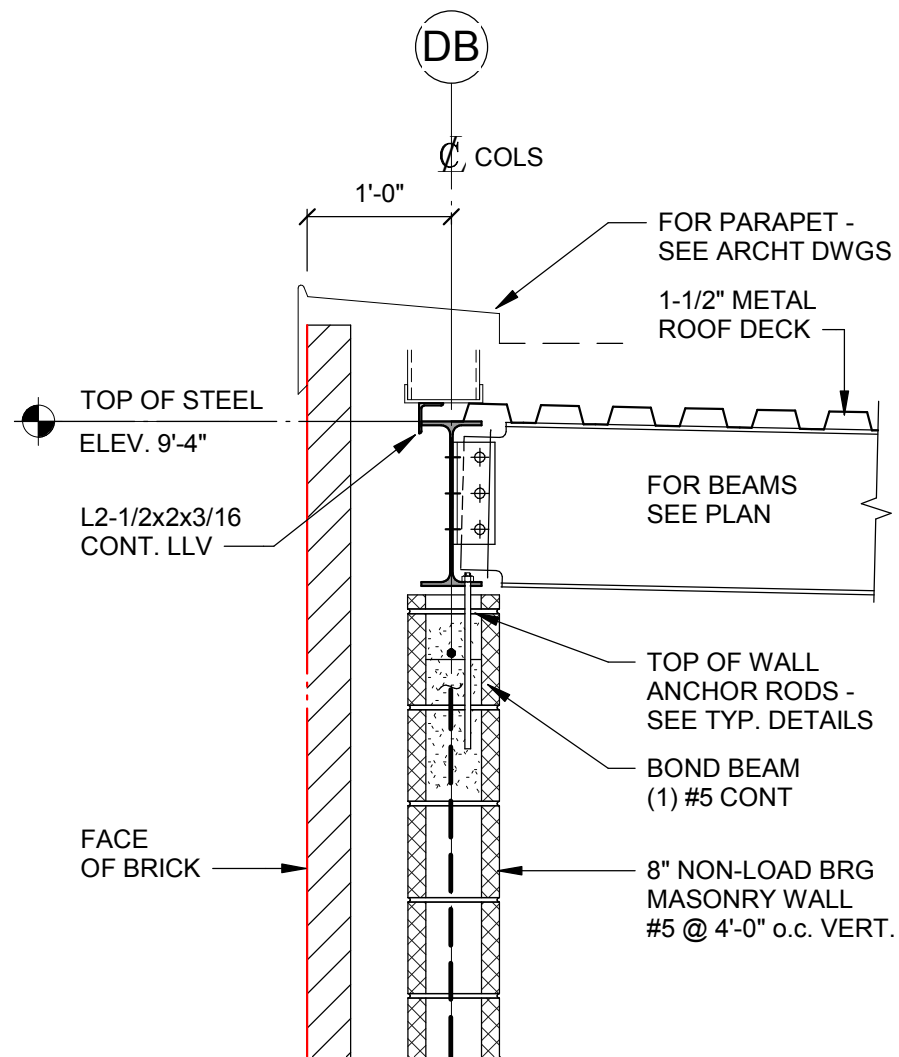 DB
℄ COLS
1'-0"
FOR PARAPET -
SEE ARCHT DWGS
1-1/2" METAL
ROOF DECK
TOP OF STEEL
ELEV. 9'-4"
L2-1/2x2x3/16
CONT. LLV
FOR BEAMS
SEE PLAN
TOP OF WALL
ANCHOR RODS -
SEE TYP. DETAILS
BOND BEAM
(1) #5 CONT
FACE
OF BRICK
8" NON-LOAD BRG
MASONRY WALL
#5 @ 4'-0" o.c. VERT.